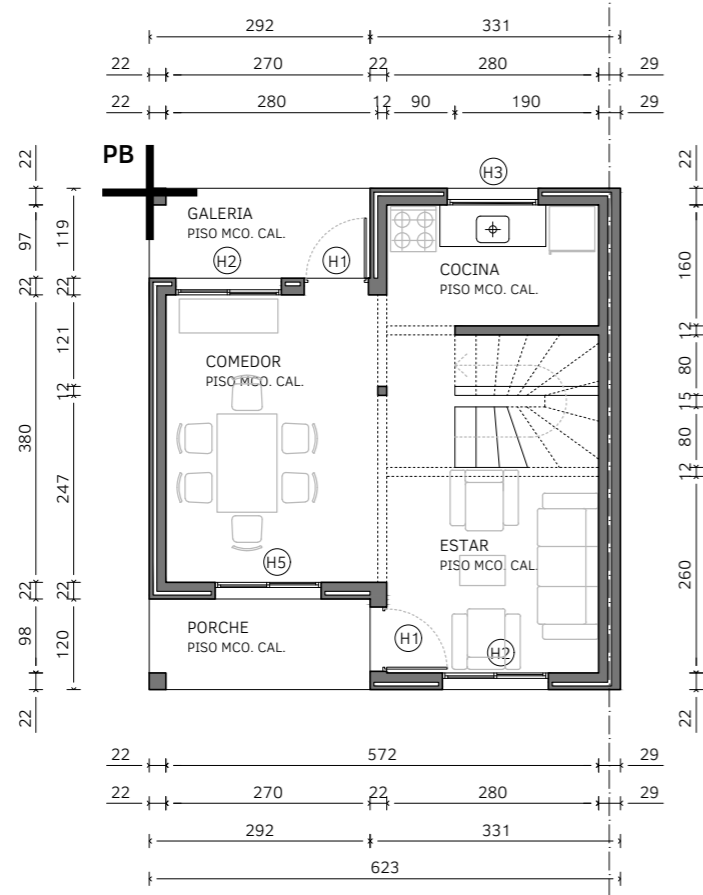 292 331
22 270 22 280 29
22 280 12 90 190 29
PB
H3
GALERIA
PISO MCO. CAL.
H2 H1
COCINA
PISO MCO. CAL.
COMEDOR
PISO MCO. CAL.
H5
ESTAR
PISO MCO. CAL.
PORCHE
PISO MCO. CAL.
H1
H2
22
97
22
380
22
98
22
119
22
121
12
247
22
120
22
160
12
80
15
80
12
260
22
22 572 29
22 270 22 280 29
292 331
623